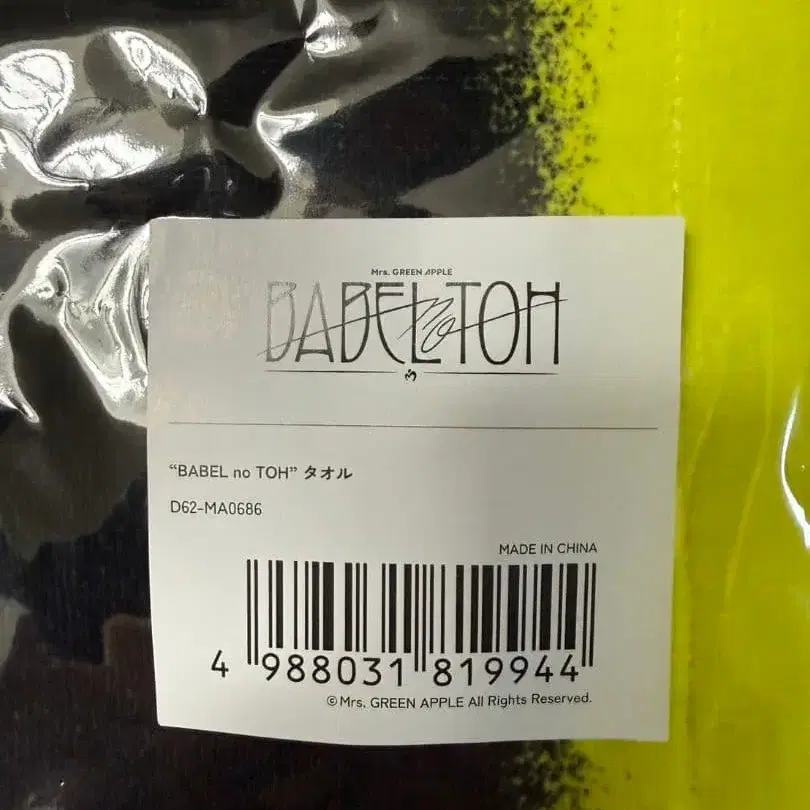 Mrs. GREEN APPLE
BABEL no TOH
“BABEL no TOH” タオル
D62-MA0686
MADE IN CHINA
4 988031 819944
©Mrs. GREEN APPLE All Rights Reserved.